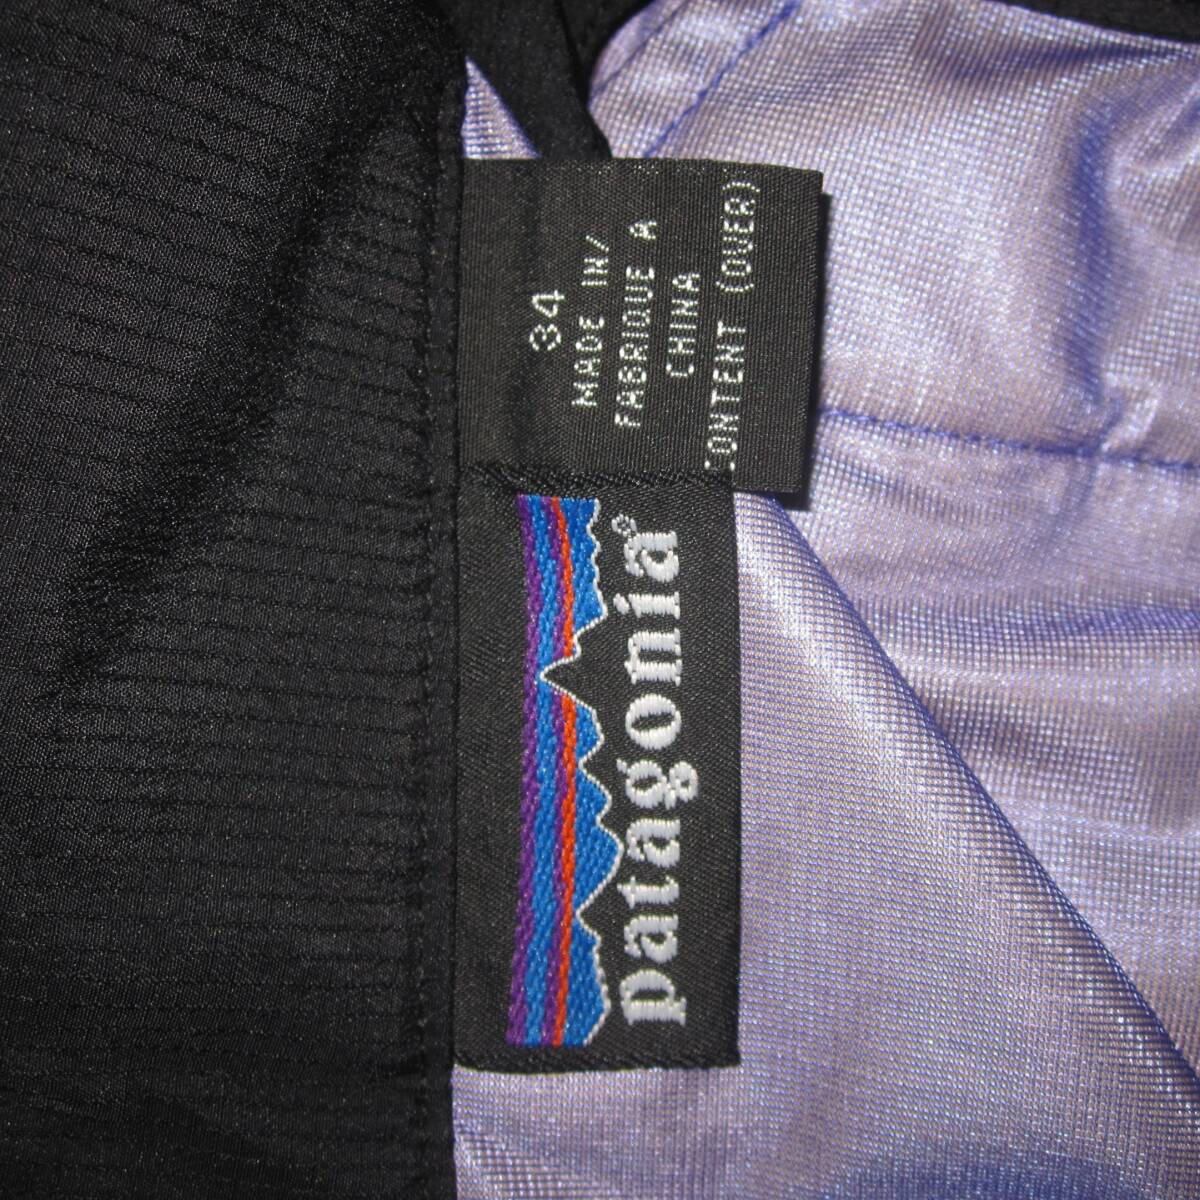 34
MADE IN/
FABRIQUE A
CHINA
CONTENT (OVER)
patagonia®